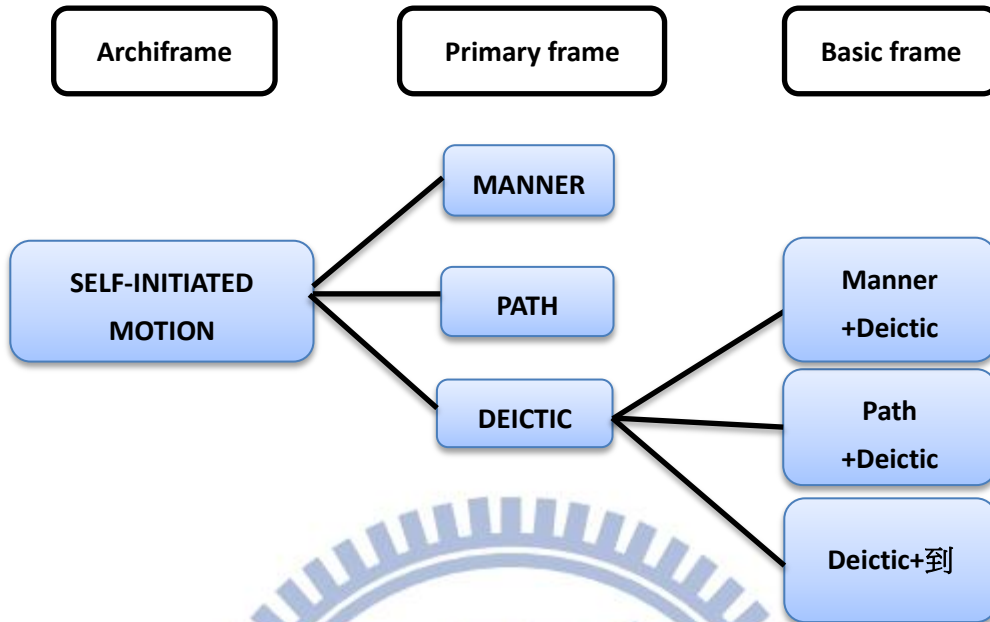 Archiframe
Primary frame
Basic frame
MANNER
SELF-INITIATED
MOTION
PATH
DEICTIC
Manner
+Deictic
Path
+Deictic
Deictic+到